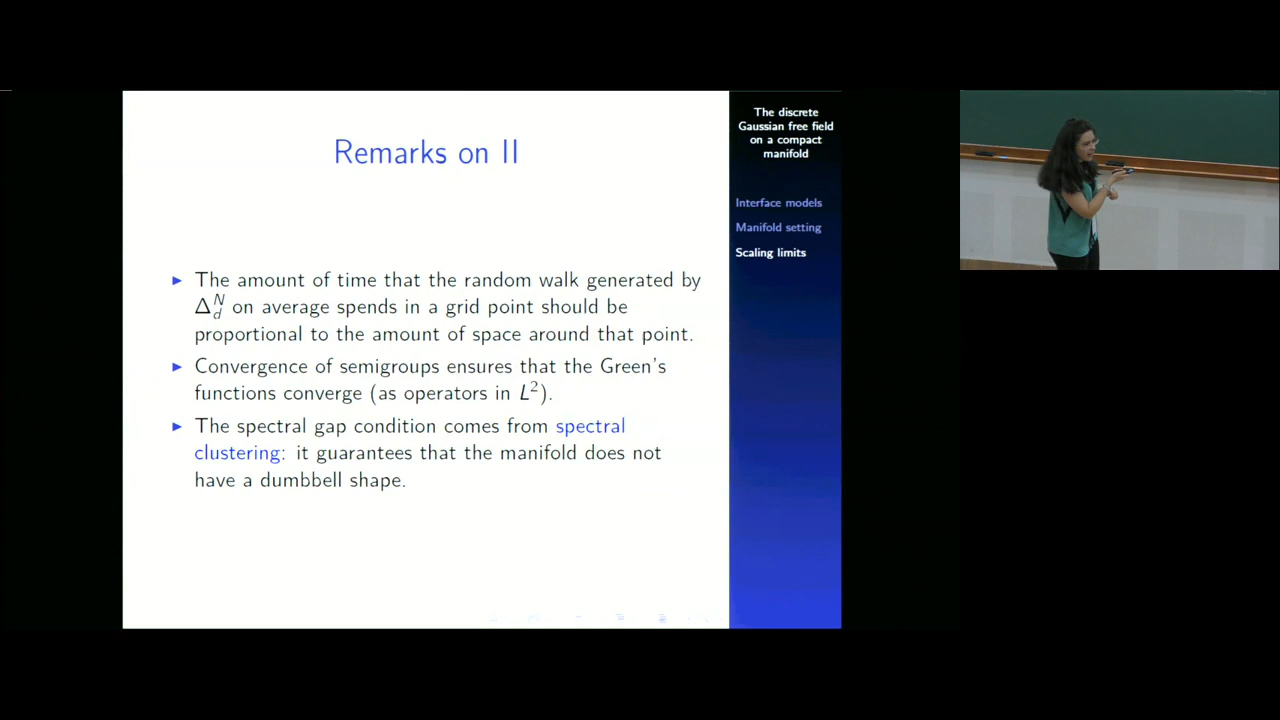 Remarks on II
▶ The amount of time that the random walk generated by
Δ_d^N on average spends in a grid point should be
proportional to the amount of space around that point.
▶ Convergence of semigroups ensures that the Green's
functions converge (as operators in L²).
▶ The spectral gap condition comes from spectral
clustering: it guarantees that the manifold does not
have a dumbbell shape.
The discrete
Gaussian free field
on a compact
manifold
Interface models
Manifold setting
Scaling limits